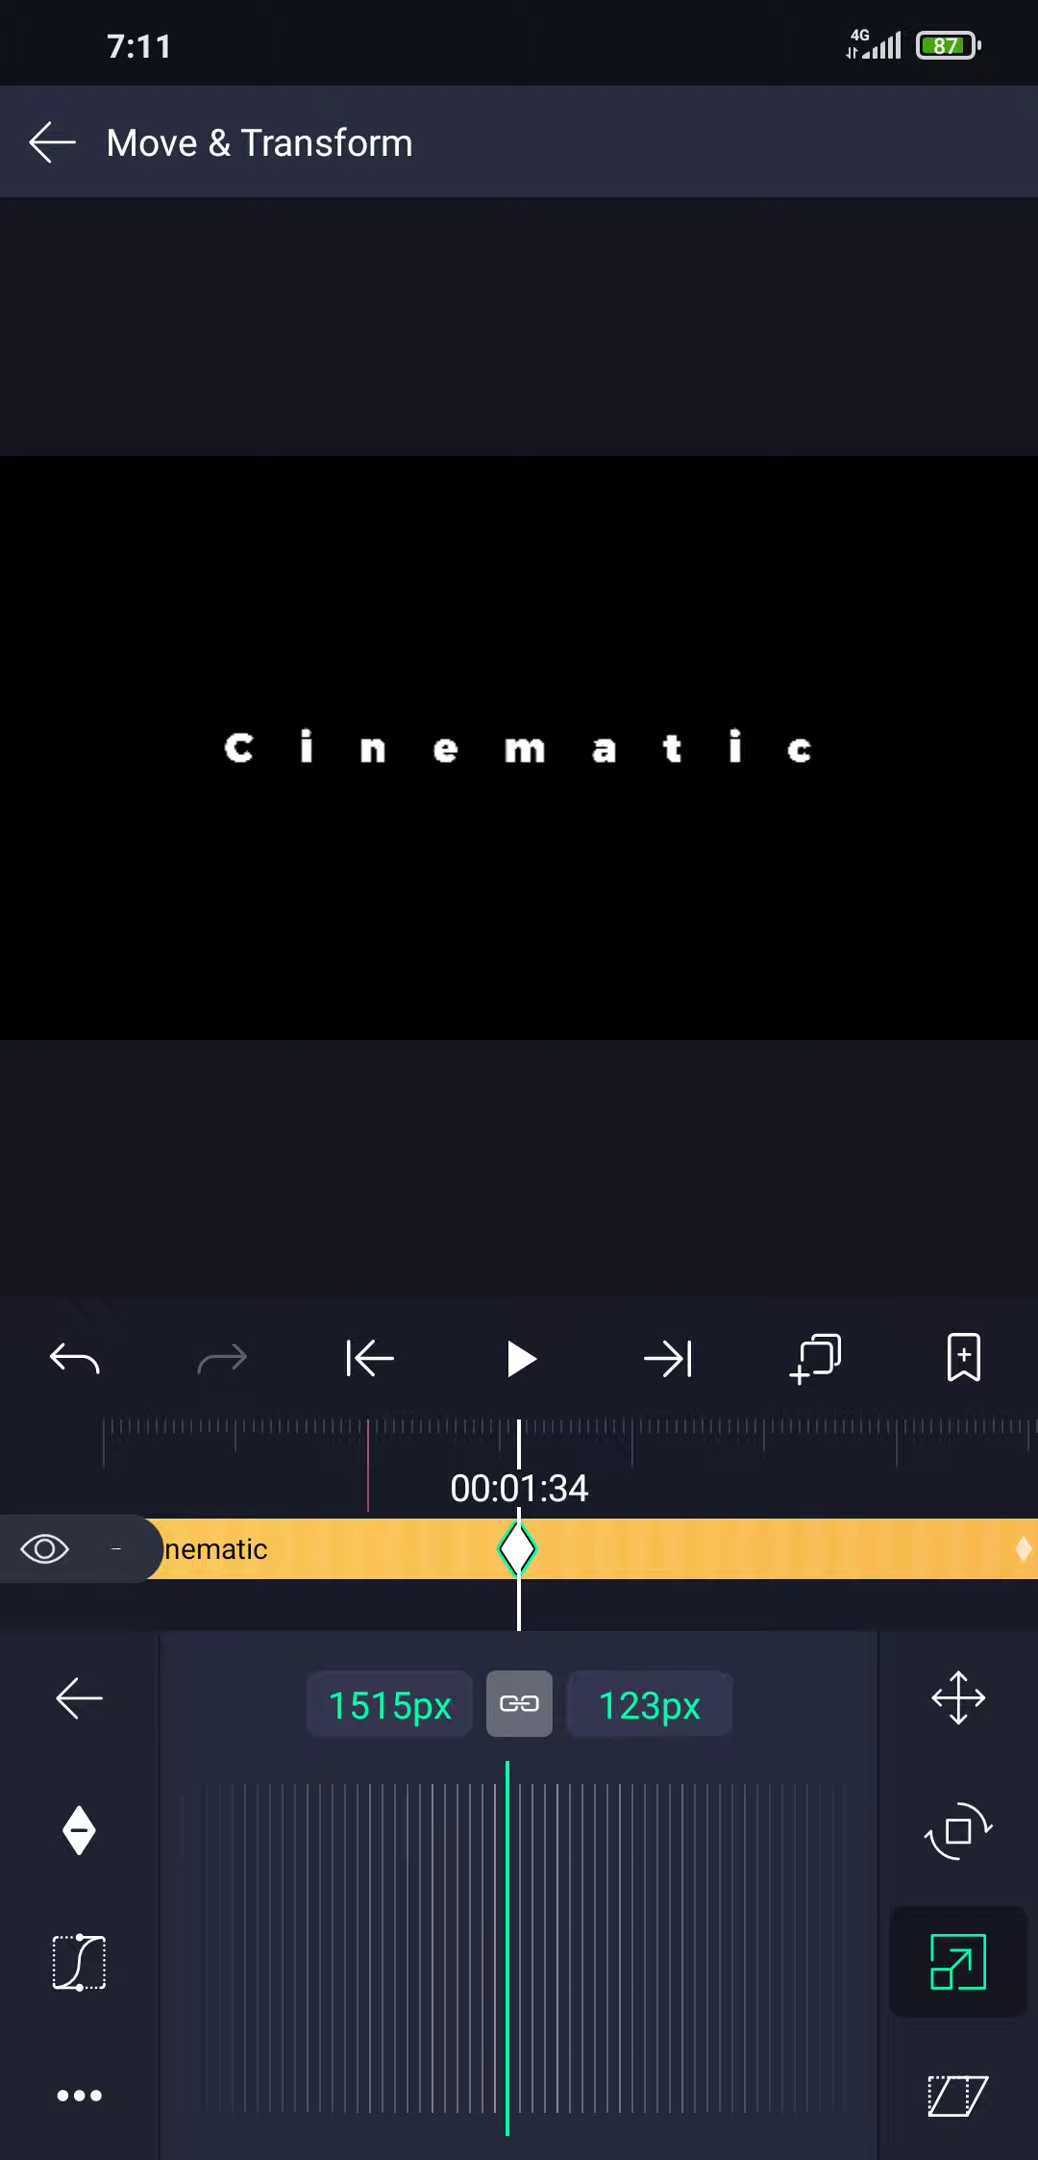 7:11
4G
87
Move & Transform
C i n e m a t i c
00:01:34
nematic
1515px
123px